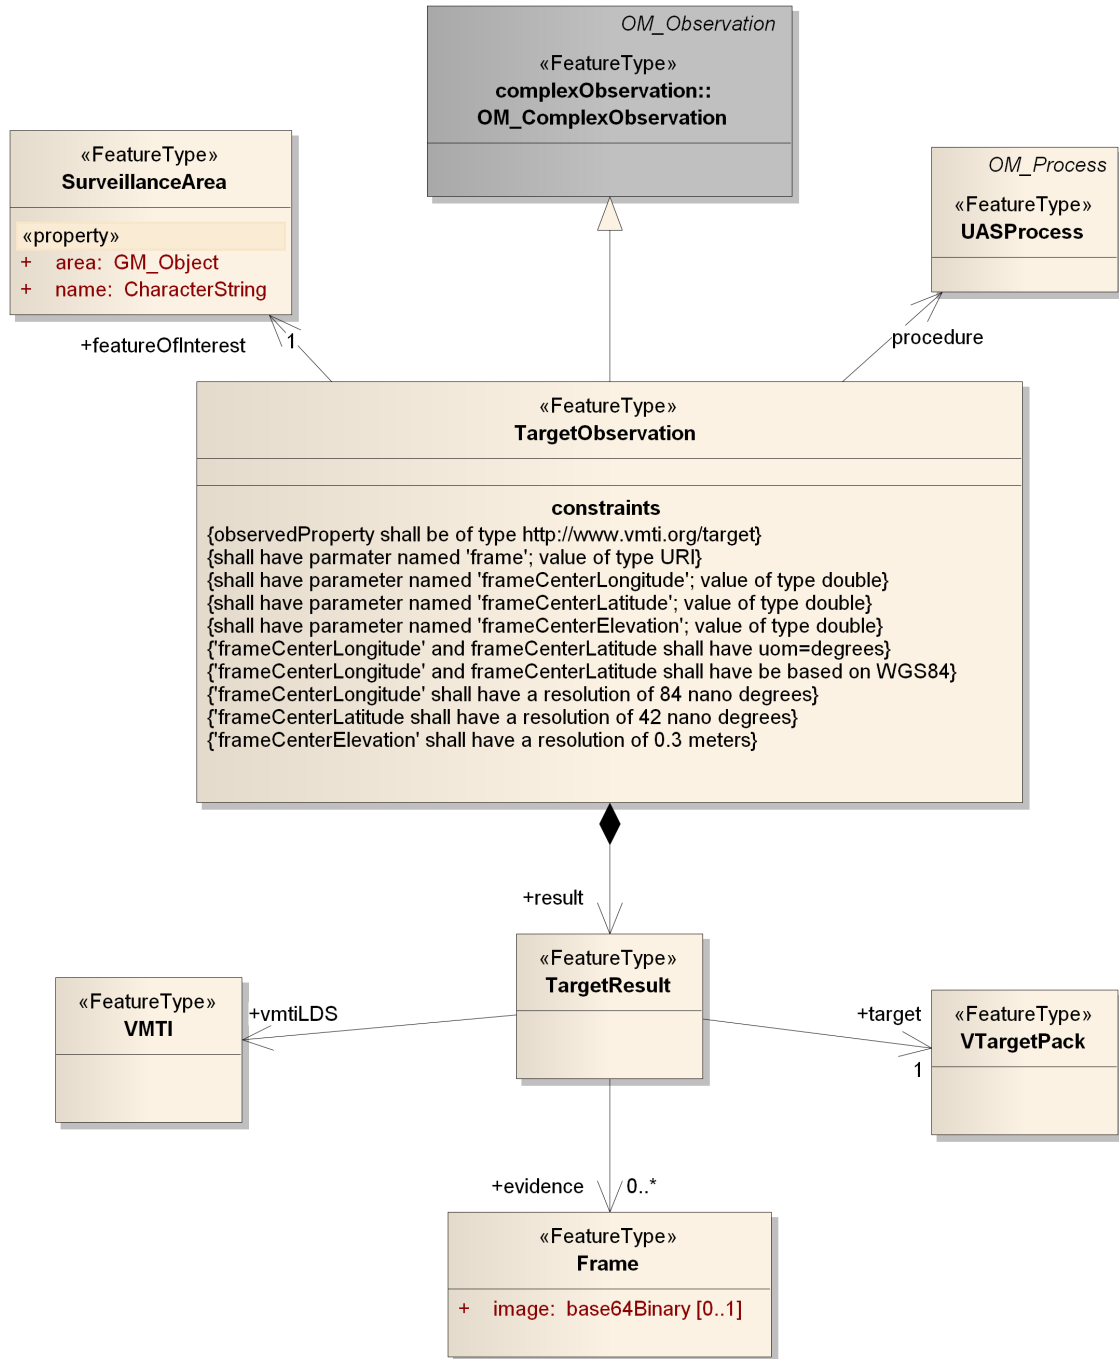 OM_Observation
«FeatureType»
complexObservation::
OM_ComplexObservation
«FeatureType»
SurveillanceArea
«property»
+ area: GM_Object
+ name: CharacterString
OM_Process
«FeatureType»
UASProcess
+featureOfInterest
1
procedure
«FeatureType»
TargetObservation
constraints
{observedProperty shall be of type http://www.vmti.org/target}
{shall have parmater named 'frame'; value of type URI}
{shall have parameter named 'frameCenterLongitude'; value of type double}
{shall have parameter named 'frameCenterLatitude'; value of type double}
{shall have parameter named 'frameCenterElevation'; value of type double}
{'frameCenterLongitude' and frameCenterLatitude shall have uom=degrees}
{'frameCenterLongitude' and frameCenterLatitude shall have be based on WGS84}
{'frameCenterLongitude' shall have a resolution of 84 nano degrees}
{'frameCenterLatitude shall have a resolution of 42 nano degrees}
{'frameCenterElevation' shall have a resolution of 0.3 meters}
+result
«FeatureType»
TargetResult
«FeatureType»
VMTI
+vmtiLDS
+target
1
«FeatureType»
VTargetPack
+evidence
0..*
«FeatureType»
Frame
+ image: base64Binary [0..1]